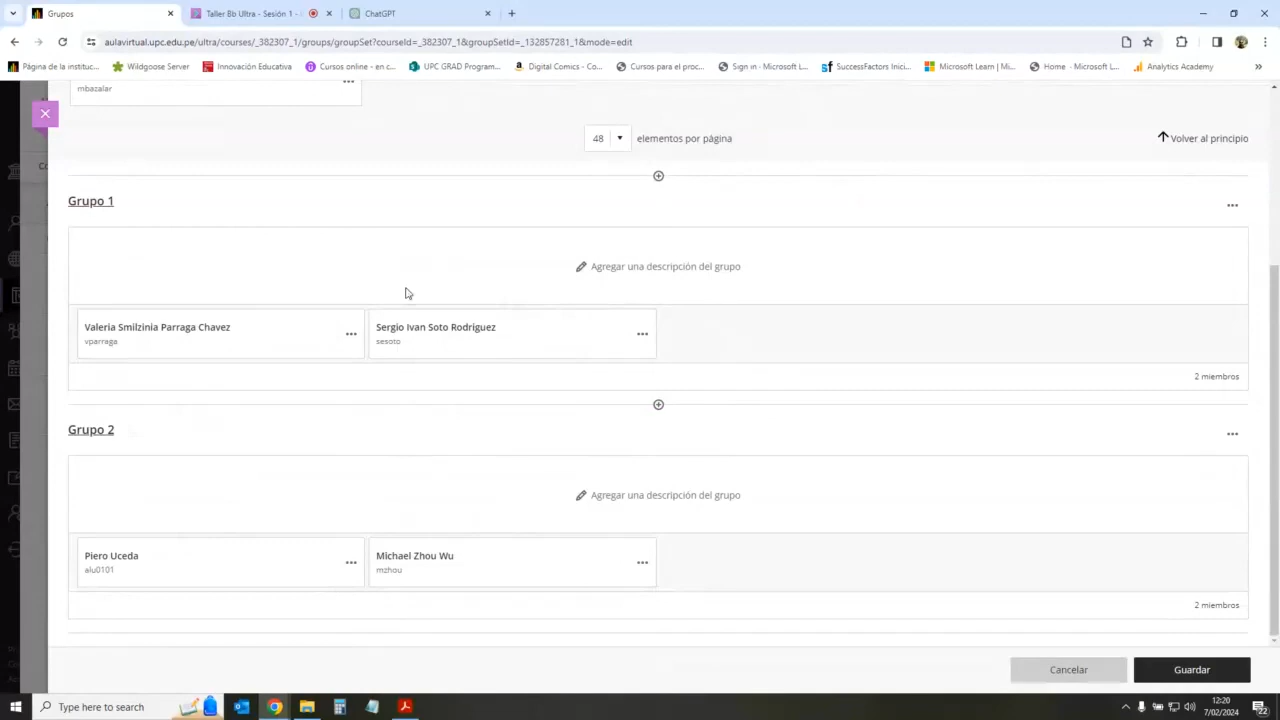 Grupos
Taller Bb Ultra - Sesión 1 -
ChatGPT
aulavirtual.upc.edu.pe/ultra/courses/_382307_1/groups/groupSet?courseId=_382307_1&groupSetId=_132857281_1&mode=edit
Página de la instituc...
Wildgoose Server
Innovación Educativa
Cursos online - en c...
UPC GRAD Program...
Digital Comics - Co...
Cursos para el proc...
Sign in · Microsoft L...
SuccessFactors Inici...
Microsoft Learn | Mi...
Home · Microsoft L...
Analytics Academy
mbazalar
48 elementos por página
Volver al principio
Grupo 1
Agregar una descripción del grupo
Valeria Smilzinia Parraga Chavez
vparraga
Sergio Ivan Soto Rodriguez
sesoto
2 miembros
Grupo 2
Agregar una descripción del grupo
Piero Uceda
alu0101
Michael Zhou Wu
mzhou
2 miembros
Cancelar
Guardar
Type here to search
12:20
7/02/2024
22